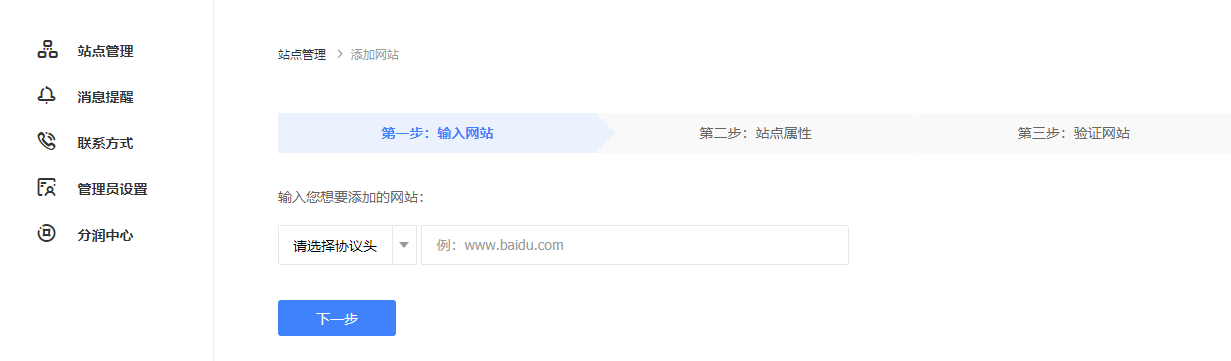 站点管理
消息提醒
联系方式
管理员设置
分润中心
站点管理 > 添加网站
第一步：输入网站
第二步：站点属性
第三步：验证网站
输入您想要添加的网站：
请选择协议头
例：www.baidu.com
下一步